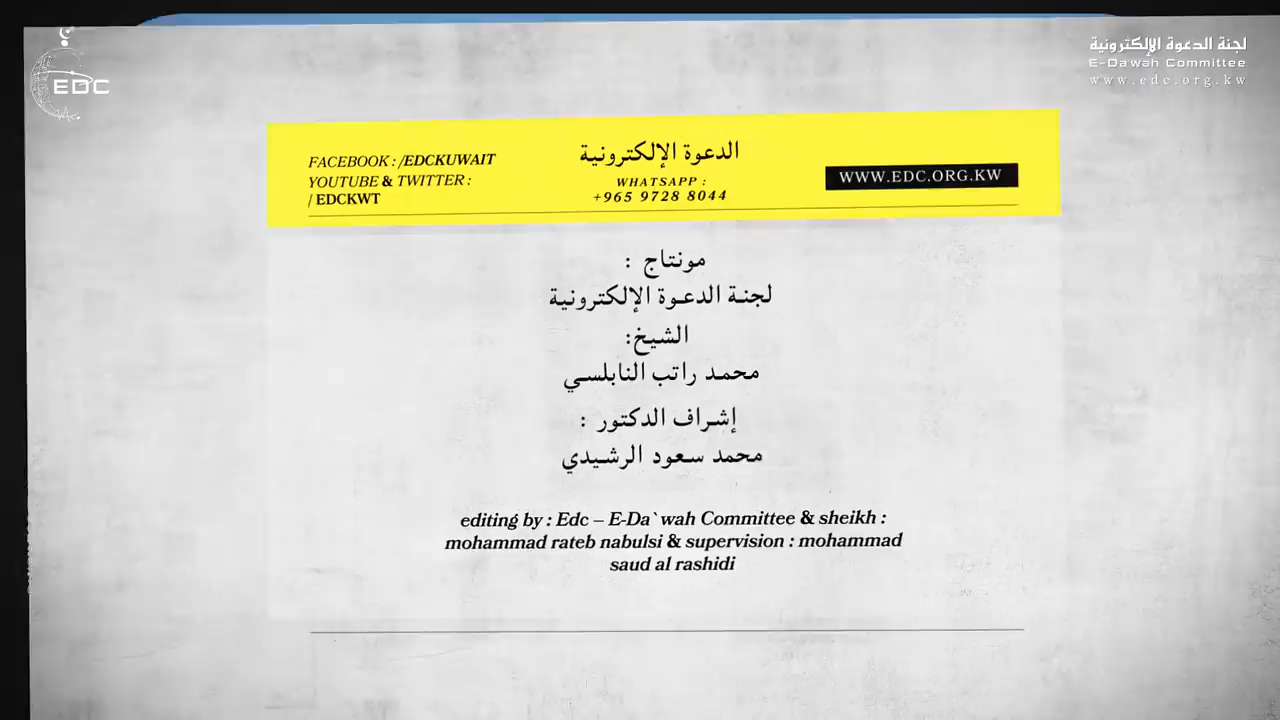 EDC
لجنة الدعوة الإلكترونية
E-Dawah Committee
www.edc.org.kw
FACEBOOK : /EDCKUWAIT
YOUTUBE & TWITTER :
/ EDCKWT
الدعوة الإلكترونية
WHATSAPP :
+965 9728 8044
WWW.EDC.ORG.KW
مونتاج :
لجنة الدعوة الإلكترونية
الشيخ:
محمد راتب النابلسي
إشراف الدكتور :
محمد سعود الرشيدي
editing by : Edc – E-Da`wah Committee & sheikh :
mohammad rateb nabulsi & supervision : mohammad
saud al rashidi